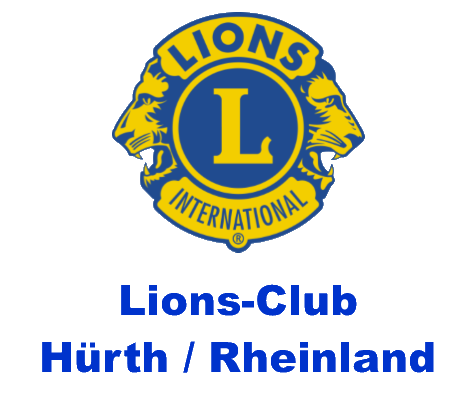 LIONS
L
INTERNATIONAL
®
Lions-Club
Hürth / Rheinland